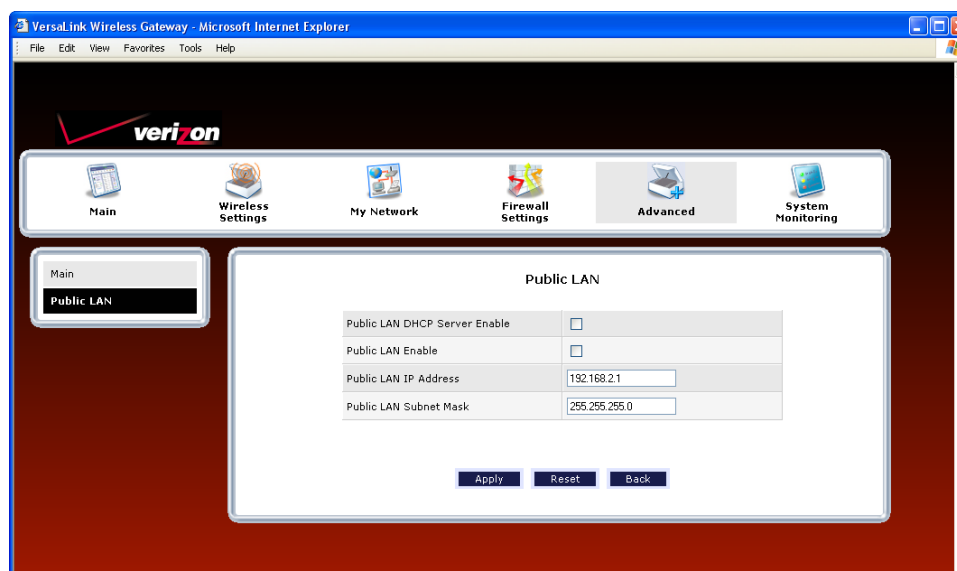 VersaLink Wireless Gateway - Microsoft Internet Explorer
File Edit View Favorites Tools Help
verizon
Main
Wireless Settings
My Network
Firewall Settings
Advanced
System Monitoring
Main
Public LAN
Public LAN
Public LAN DHCP Server Enable
Public LAN Enable
Public LAN IP Address 192.168.2.1
Public LAN Subnet Mask 255.255.255.0
Apply Reset Back